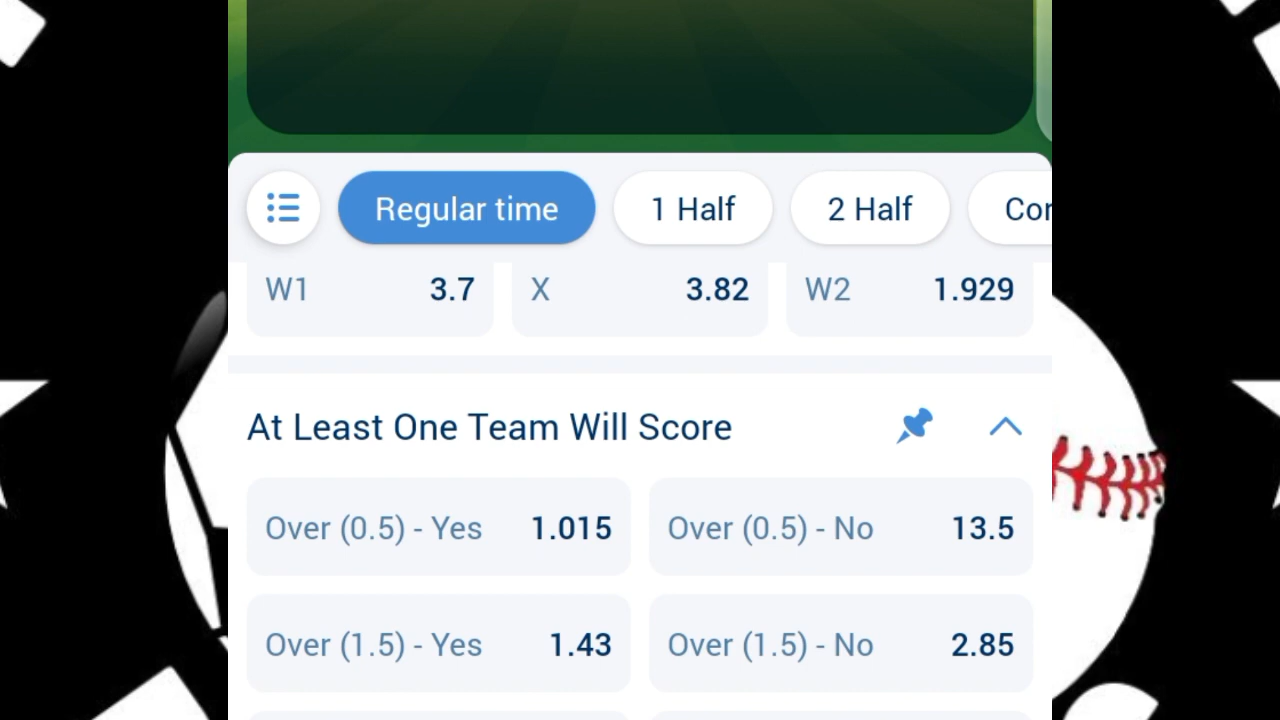 Regular time 1 Half 2 Half Cor
W1 3.7 X 3.82 W2 1.929
At Least One Team Will Score
Over (0.5) - Yes 1.015 Over (0.5) - No 13.5
Over (1.5) - Yes 1.43 Over (1.5) - No 2.85